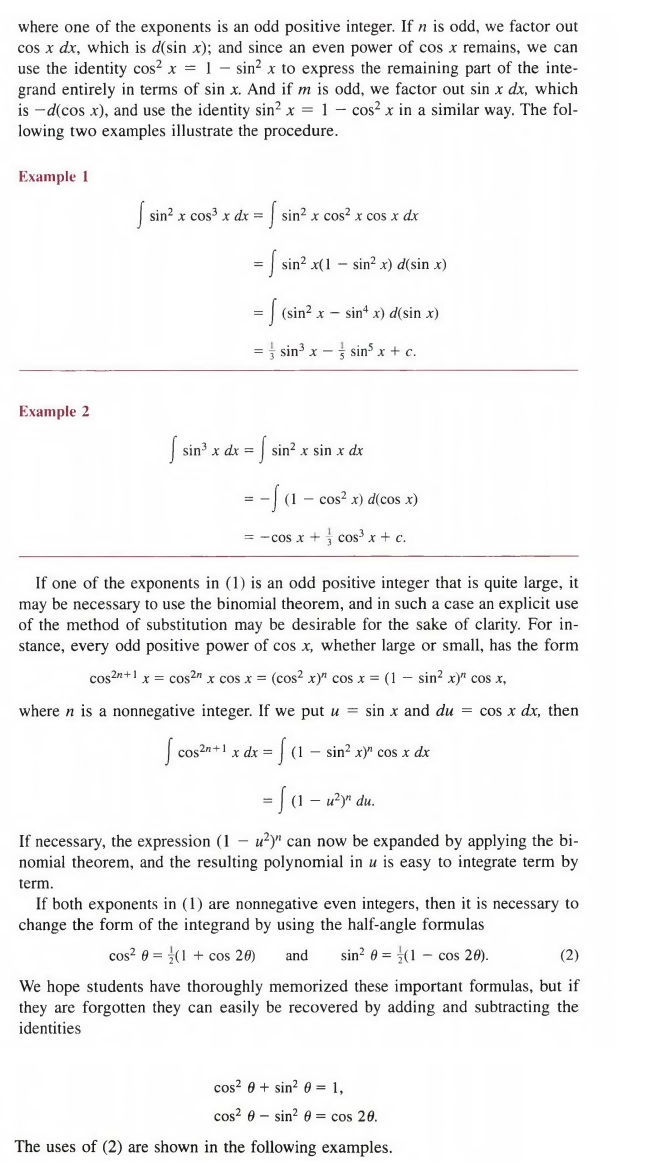 where one of the exponents is an odd positive integer. If n is odd, we factor out
cos x dx, which is d(sin x); and since an even power of cos x remains, we can
use the identity cos² x = 1 − sin² x to express the remaining part of the inte-
grand entirely in terms of sin x. And if m is odd, we factor out sin x dx, which
is −d(cos x), and use the identity sin² x = 1 − cos² x in a similar way. The fol-
lowing two examples illustrate the procedure.
Example 1
∫ sin² x cos³ x dx = ∫ sin² x cos² x cos x dx
= ∫ sin² x(1 − sin² x) d(sin x)
= ∫ (sin² x − sin⁴ x) d(sin x)
= ⅓ sin³ x − ⅕ sin⁵ x + c.
Example 2
∫ sin³ x dx = ∫ sin² x sin x dx
= −∫ (1 − cos² x) d(cos x)
= −cos x + ⅓ cos³ x + c.
If one of the exponents in (1) is an odd positive integer that is quite large, it
may be necessary to use the binomial theorem, and in such a case an explicit use
of the method of substitution may be desirable for the sake of clarity. For in-
stance, every odd positive power of cos x, whether large or small, has the form
cos²ⁿ⁺¹ x = cos²ⁿ x cos x = (cos² x)ⁿ cos x = (1 − sin² x)ⁿ cos x,
where n is a nonnegative integer. If we put u = sin x and du = cos x dx, then
∫ cos²ⁿ⁺¹ x dx = ∫ (1 − sin² x)ⁿ cos x dx
= ∫ (1 − u²)ⁿ du.
If necessary, the expression (1 − u²)ⁿ can now be expanded by applying the bi-
nomial theorem, and the resulting polynomial in u is easy to integrate term by
term.
If both exponents in (1) are nonnegative even integers, then it is necessary to
change the form of the integrand by using the half-angle formulas
cos² θ = ½(1 + cos 2θ) and sin² θ = ½(1 − cos 2θ). (2)
We hope students have thoroughly memorized these important formulas, but if
they are forgotten they can easily be recovered by adding and subtracting the
identities
cos² θ + sin² θ = 1,
cos² θ − sin² θ = cos 2θ.
The uses of (2) are shown in the following examples.